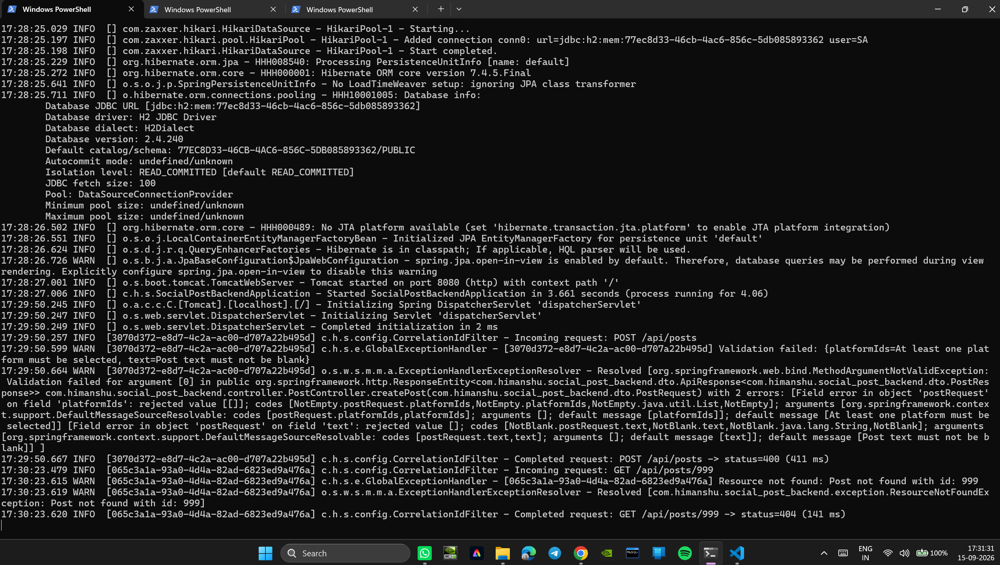 Windows PowerShell
Windows PowerShell
Windows PowerShell
17:28:25.029 INFO  [] com.zaxxer.hikari.HikariDataSource - HikariPool-1 - Starting...
17:28:25.197 INFO  [] com.zaxxer.hikari.pool.HikariPool - HikariPool-1 - Added connection conn0: url=jdbc:h2:mem:77ec8d33-46cb-4ac6-856c-5db085893362 user=SA
17:28:25.198 INFO  [] com.zaxxer.hikari.HikariDataSource - HikariPool-1 - Start completed.
17:28:25.229 INFO  [] org.hibernate.orm.jpa - HHH008540: Processing PersistenceUnitInfo [name: default]
17:28:25.272 INFO  [] org.hibernate.orm.core - HHH000001: Hibernate ORM core version 7.4.5.Final
17:28:25.641 INFO  [] o.s.o.j.p.SpringPersistenceUnitInfo - No LoadTimeWeaver setup: ignoring JPA class transformer
17:28:25.711 INFO  [] o.hibernate.orm.connections.pooling - HHH10001005: Database info:
Database JDBC URL [jdbc:h2:mem:77ec8d33-46cb-4ac6-856c-5db085893362]
Database driver: H2 JDBC Driver
Database dialect: H2Dialect
Database version: 2.4.240
Default catalog/schema: 77EC8D33-46CB-4AC6-856C-5DB085893362/PUBLIC
Autocommit mode: undefined/unknown
Isolation level: READ_COMMITTED [default READ_COMMITTED]
JDBC fetch size: 100
Pool: DataSourceConnectionProvider
Minimum pool size: undefined/unknown
Maximum pool size: undefined/unknown
17:28:26.502 INFO  [] org.hibernate.orm.core - HHH000489: No JTA platform available (set 'hibernate.transaction.jta.platform' to enable JTA platform integration)
17:28:26.551 INFO  [] o.s.o.j.LocalContainerEntityManagerFactoryBean - Initialized JPA EntityManagerFactory for persistence unit 'default'
17:28:26.624 INFO  [] o.s.d.j.r.q.QueryEnhancerFactories - Hibernate is in classpath; If applicable, HQL parser will be used.
17:28:26.726 WARN  [] o.s.b.j.a.JpaBaseConfiguration$JpaWebConfiguration - spring.jpa.open-in-view is enabled by default. Therefore, database queries may be performed during view
rendering. Explicitly configure spring.jpa.open-in-view to disable this warning
17:28:27.001 INFO  [] o.s.boot.tomcat.TomcatWebServer - Tomcat started on port 8080 (http) with context path '/'
17:28:27.006 INFO  [] c.h.s.SocialPostBackendApplication - Started SocialPostBackendApplication in 3.661 seconds (process running for 4.06)
17:29:50.245 INFO  [] o.a.c.c.C.[Tomcat].[localhost].[/] - Initializing Spring DispatcherServlet 'dispatcherServlet'
17:29:50.247 INFO  [] o.s.web.servlet.DispatcherServlet - Initializing Servlet 'dispatcherServlet'
17:29:50.249 INFO  [] o.s.web.servlet.DispatcherServlet - Completed initialization in 2 ms
17:29:50.257 INFO  [3070d372-e8d7-4c2a-ac00-d707a22b495d] c.h.s.config.CorrelationIdFilter - Incoming request: POST /api/posts
17:29:50.599 WARN  [3070d372-e8d7-4c2a-ac00-d707a22b495d] c.h.s.e.GlobalExceptionHandler - [3070d372-e8d7-4c2a-ac00-d707a22b495d] Validation failed: {platformIds=At least one plat
form must be selected, text=Post text must not be blank}
17:29:50.664 WARN  [3070d372-e8d7-4c2a-ac00-d707a22b495d] o.s.w.s.m.m.a.ExceptionHandlerExceptionResolver - Resolved [org.springframework.web.bind.MethodArgumentNotValidException:
Validation failed for argument [0] in public org.springframework.http.ResponseEntity<com.himanshu.social_post_backend.dto.ApiResponse<com.himanshu.social_post_backend.dto.PostRes
ponse>> com.himanshu.social_post_backend.controller.PostController.createPost(com.himanshu.social_post_backend.dto.PostRequest) with 2 errors: [Field error in object 'postRequest'
on field 'platformIds': rejected value [[]]; codes [NotEmpty.postRequest.platformIds,NotEmpty.platformIds,NotEmpty.java.util.List,NotEmpty]; arguments [org.springframework.contex
t.support.DefaultMessageSourceResolvable: codes [postRequest.platformIds,platformIds]; arguments []; default message [platformIds]]; default message [At least one platform must be
selected]] [Field error in object 'postRequest' on field 'text': rejected value []; codes [NotBlank.postRequest.text,NotBlank.text,NotBlank.java.lang.String,NotBlank]; arguments
[org.springframework.context.support.DefaultMessageSourceResolvable: codes [postRequest.text,text]; arguments []; default message [text]]; default message [Post text must not be b
lank]] ]
17:29:50.667 INFO  [3070d372-e8d7-4c2a-ac00-d707a22b495d] c.h.s.config.CorrelationIdFilter - Completed request: POST /api/posts -> status=400 (411 ms)
17:30:23.479 INFO  [065c3a1a-93a0-4d4a-82ad-6823ed9a476a] c.h.s.config.CorrelationIdFilter - Incoming request: GET /api/posts/999
17:30:23.615 WARN  [065c3a1a-93a0-4d4a-82ad-6823ed9a476a] c.h.s.e.GlobalExceptionHandler - [065c3a1a-93a0-4d4a-82ad-6823ed9a476a] Resource not found: Post not found with id: 999
17:30:23.619 WARN  [065c3a1a-93a0-4d4a-82ad-6823ed9a476a] o.s.w.s.m.m.a.ExceptionHandlerExceptionResolver - Resolved [com.himanshu.social_post_backend.exception.ResourceNotFoundEx
ception: Post not found with id: 999]
17:30:23.620 INFO  [065c3a1a-93a0-4d4a-82ad-6823ed9a476a] c.h.s.config.CorrelationIdFilter - Completed request: GET /api/posts/999 -> status=404 (141 ms)
Search
MySQL
ENG
IN
100%
17:31:31
15-09-2026